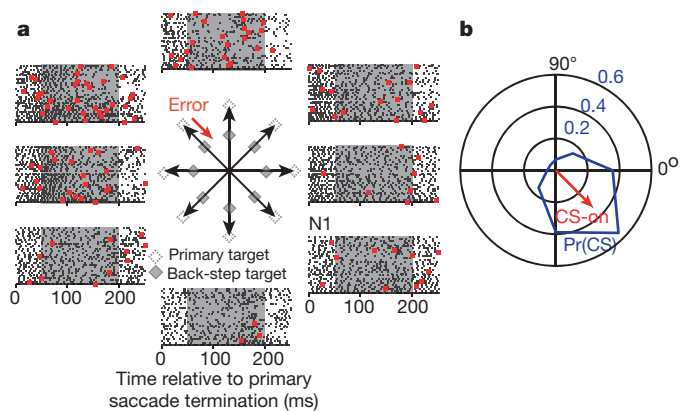 a
Error
N1
Primary target
Back-step target
0 100 200
0 100 200
0 100 200
0 100 200
Time relative to primary
saccade termination (ms)
b
90°
0.6
0.4
0.2
0°
CS-on
Pr(CS)